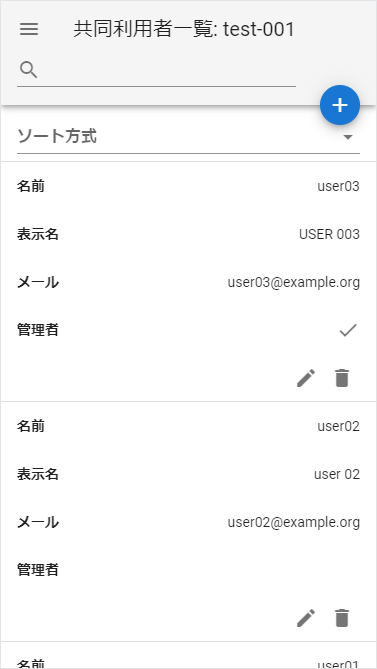 共同利用者一覧: test-001
ソート方式
名前 user03
表示名 USER 003
メール user03@example.org
管理者
名前 user02
表示名 user 02
メール user02@example.org
管理者
名前 user01